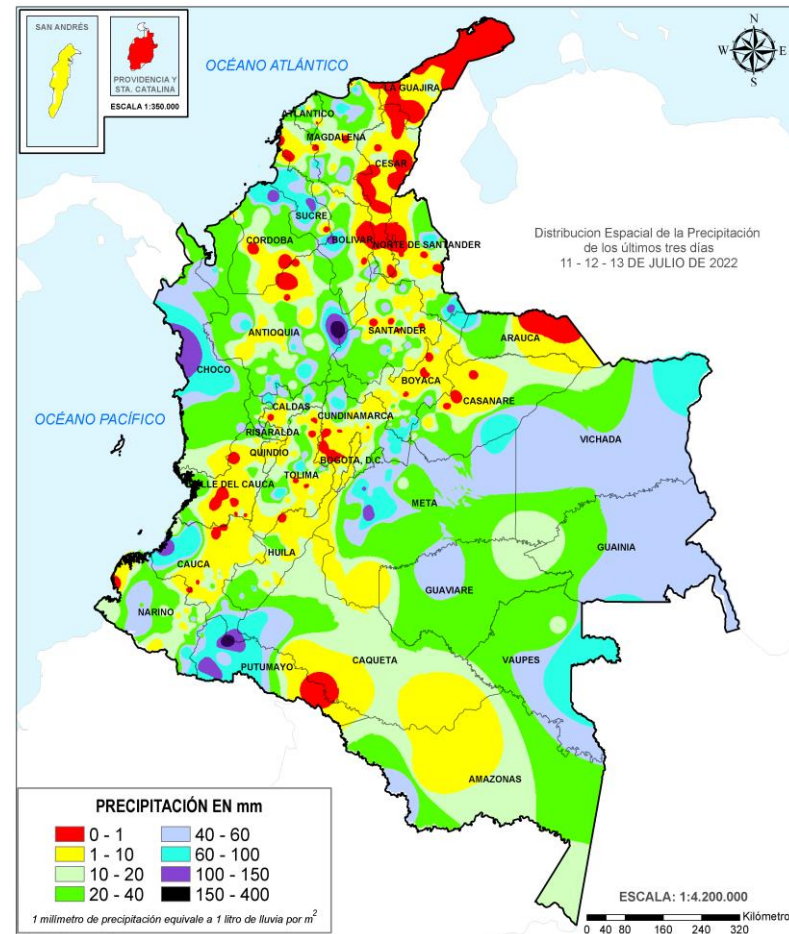 SAN ANDRÉS
PROVIDENCIA Y
STA. CATALINA
ESCALA 1:350.000
OCÉANO ATLÁNTICO
N
W
E
S
LA GUAJIRA
ATLANTICO
MAGDALENA
CESAR
SUCRE
BOLIVAR
NORTE DE SANTANDER
CORDOBA
Distribucion Espacial de la Precipitación
de los últimos tres días
11 - 12 - 13 DE JULIO DE 2022
ANTIOQUIA
SANTANDER
ARAUCA
CHOCO
BOYACA
CASANARE
OCÉANO PACÍFICO
CALDAS
CUNDINAMARCA
RISARALDA
VICHADA
QUINDIO
BOGOTA, D.C.
TOLIMA
VALLE DEL CAUCA
META
GUAINIA
HUILA
CAUCA
GUAVIARE
NARINO
PUTUMAYO
CAQUETA
VAUPES
AMAZONAS
PRECIPITACIÓN EN mm
0 - 1
40 - 60
1 - 10
60 - 100
10 - 20
100 - 150
20 - 40
150 - 400
1 milímetro de precipitación equivale a 1 litro de lluvia por m2
ESCALA: 1:4.200.000
0 40 80 160 240 320 Kilómetro